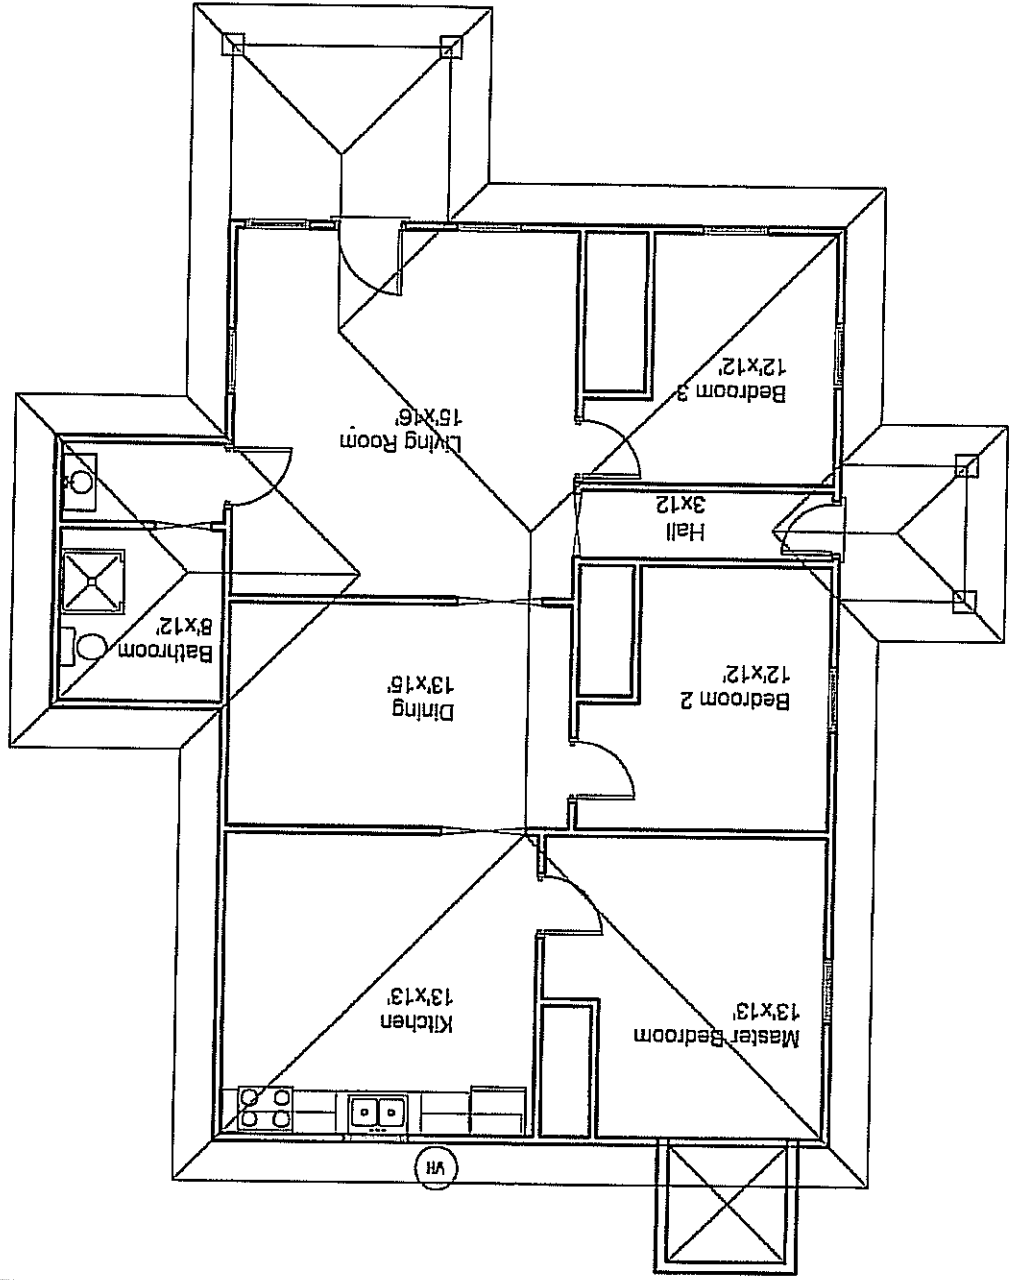 WH
Master Bedroom
13'x13'
Kitchen
13'x13'
Bedroom 2
12'x12'
Dining
13'x15'
Bathroom
8'x12'
Hall
3x12
Living Room
15'x16'
Bedroom 3
12'x12'